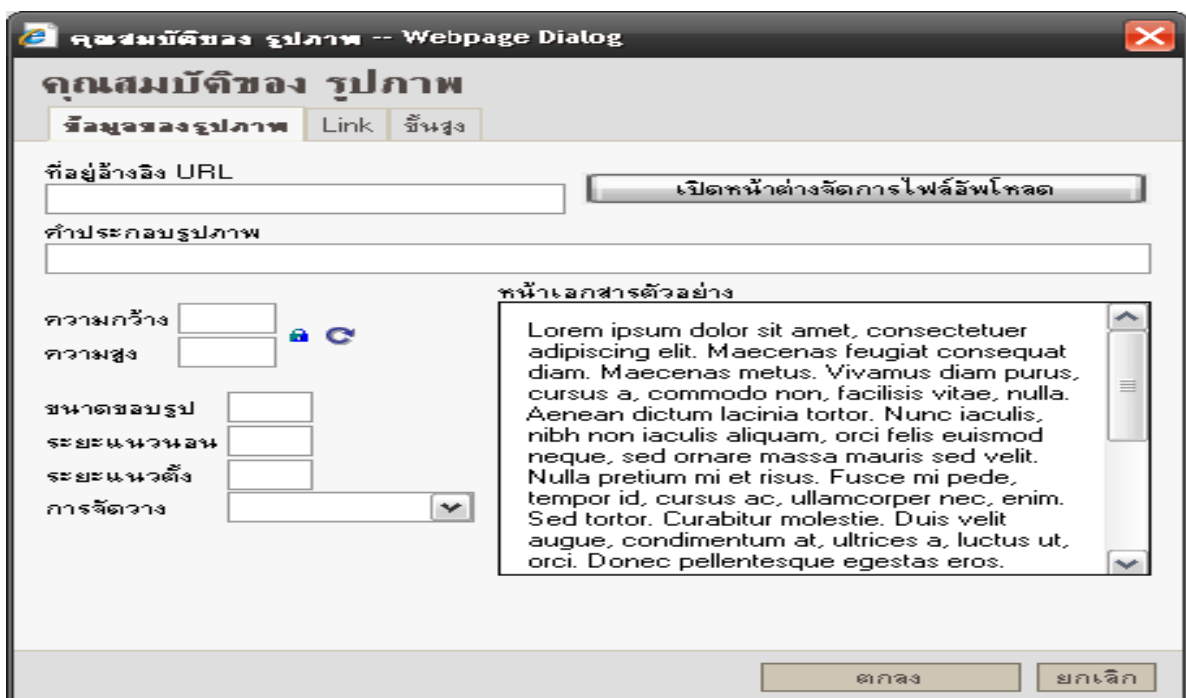 คุณสมบัติของ รูปภาพ -- Webpage Dialog
คุณสมบัติของ รูปภาพ
ข้อมูลของรูปภาพ Link ขั้นสูง
ที่อยู่อ้างอิง URL
เปิดหน้าต่างจัดการไฟล์อัพโหลด
คำประกอบรูปภาพ
หน้าเอกสารตัวอย่าง
ความกว้าง
ความสูง
ขนาดขอบรูป
ระยะแนวนอน
ระยะแนวตั้ง
การจัดวาง
Lorem ipsum dolor sit amet, consectetuer
adipiscing elit. Maecenas feugiat consequat
diam. Maecenas metus. Vivamus diam purus,
cursus a, commodo non, facilisis vitae, nulla.
Aenean dictum lacinia tortor. Nunc iaculis,
nibh non iaculis aliquam, orci felis euismod
neque, sed ornare massa mauris sed velit.
Nulla pretium mi et risus. Fusce mi pede,
tempor id, cursus ac, ullamcorper nec, enim.
Sed tortor. Curabitur molestie. Duis velit
augue, condimentum at, ultrices a, luctus ut,
orci. Donec pellentesque egestas eros.
ตกลง ยกเลิก